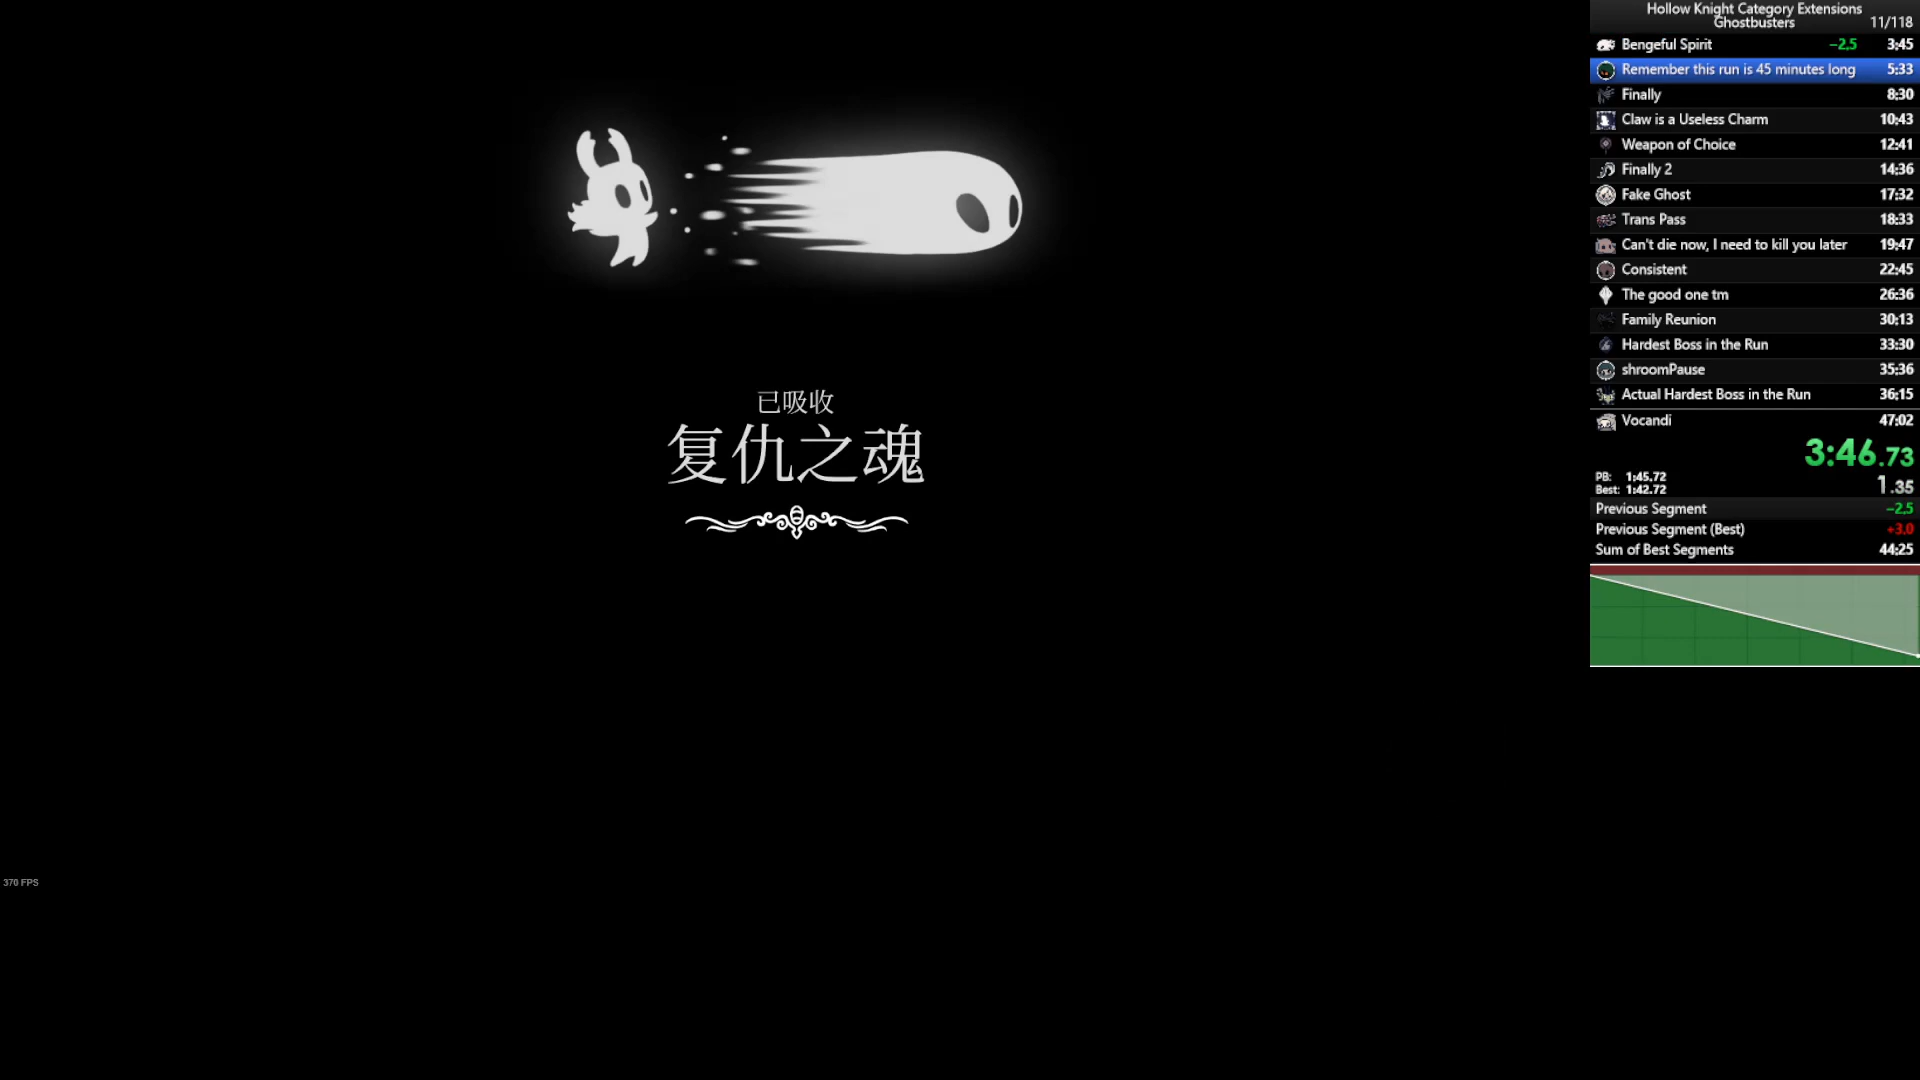 已吸收
复仇之魂
370 FPS
Hollow Knight Category Extensions
Ghostbusters 11/118
Bengeful Spirit −2.5 3:45
Remember this run is 45 minutes long 5:33
Finally 8:30
Claw is a Useless Charm 10:43
Weapon of Choice 12:41
Finally 2 14:36
Fake Ghost 17:32
Trans Pass 18:33
Can't die now, I need to kill you later 19:47
Consistent 22:45
The good one tm 26:36
Family Reunion 30:13
Hardest Boss in the Run 33:30
shroomPause 35:36
Actual Hardest Boss in the Run 36:15
Vocandi 47:02
3:46.73
PB: 1:45.72
Best: 1:42.72 1.35
Previous Segment −2.5
Previous Segment (Best) +3.0
Sum of Best Segments 44:25